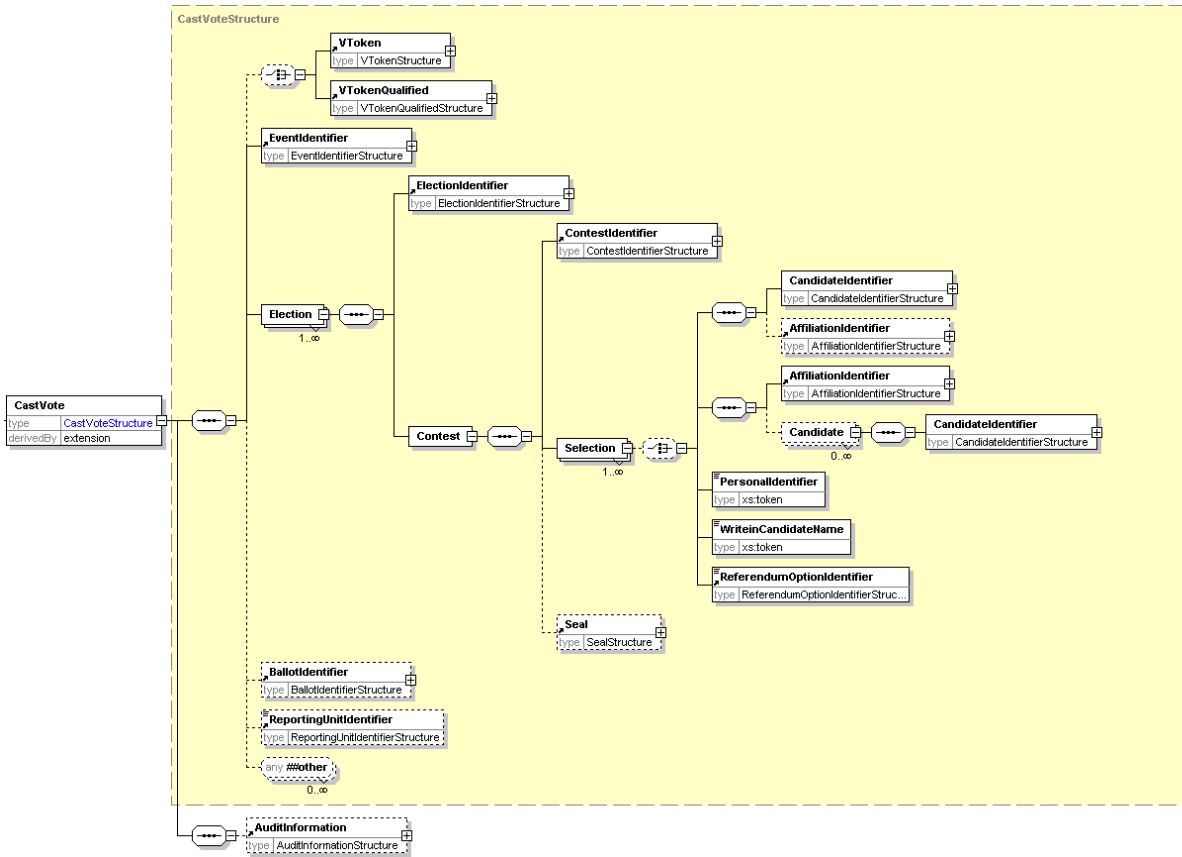 CastVoteStructure
VToken
type VTokenStructure
VTokenQualified
type VTokenQualifiedStructure
EventIdentifier
type EventIdentifierStructure
ElectionIdentifier
type ElectionIdentifierStructure
ContestIdentifier
type ContestIdentifierStructure
CandidateIdentifier
type CandidateIdentifierStructure
Election
1..∞
AffiliationIdentifier
type AffiliationIdentifierStructure
AffiliationIdentifier
type AffiliationIdentifierStructure
CastVote
type CastVoteStructure
derivedBy extension
Contest
Selection
1..∞
Candidate
0..∞
CandidateIdentifier
type CandidateIdentifierStructure
PersonalIdentifier
type xs:token
WriteinCandidateName
type xs:token
ReferendumOptionIdentifier
type ReferendumOptionIdentifierStruc...
Seal
type SealStructure
BallotIdentifier
type BallotIdentifierStructure
ReportingUnitIdentifier
type ReportingUnitIdentifierStructure
any ##other
0..∞
AuditInformation
type AuditInformationStructure